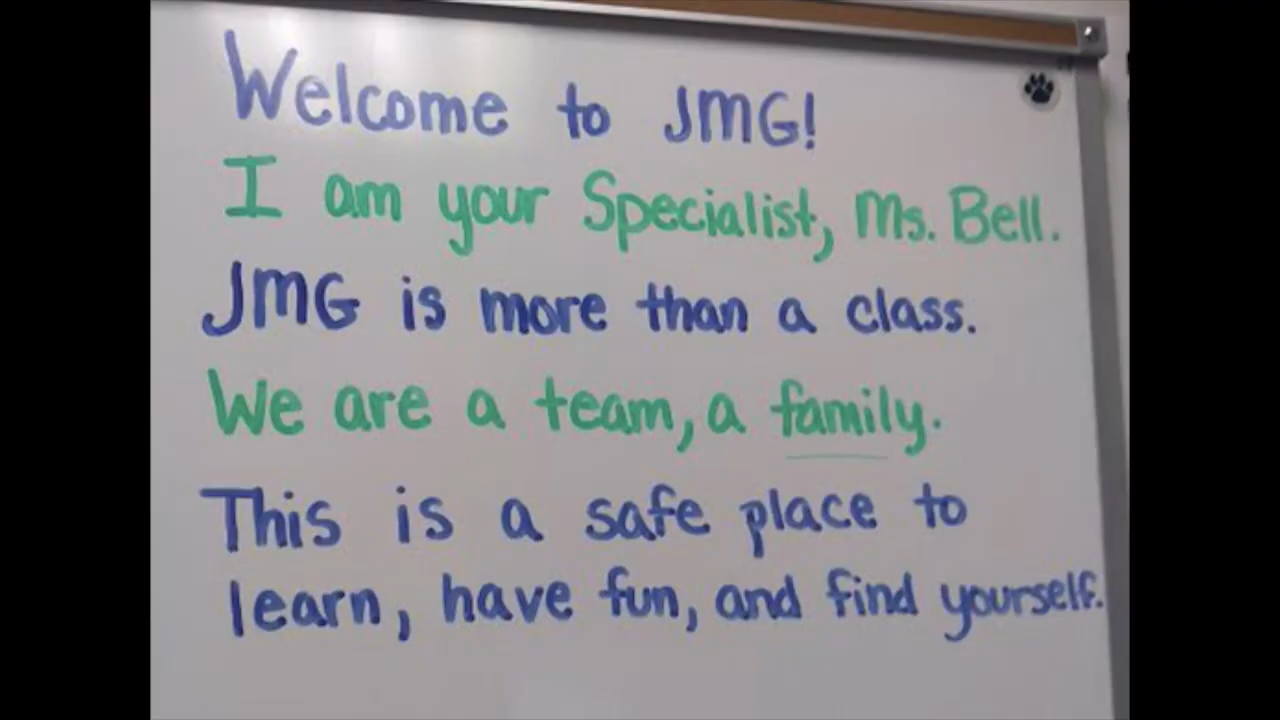 Welcome to JMG!
I am your Specialist, Ms. Bell.
JMG is more than a class.
We are a team, a family.
This is a safe place to
learn, have fun, and find yourself.